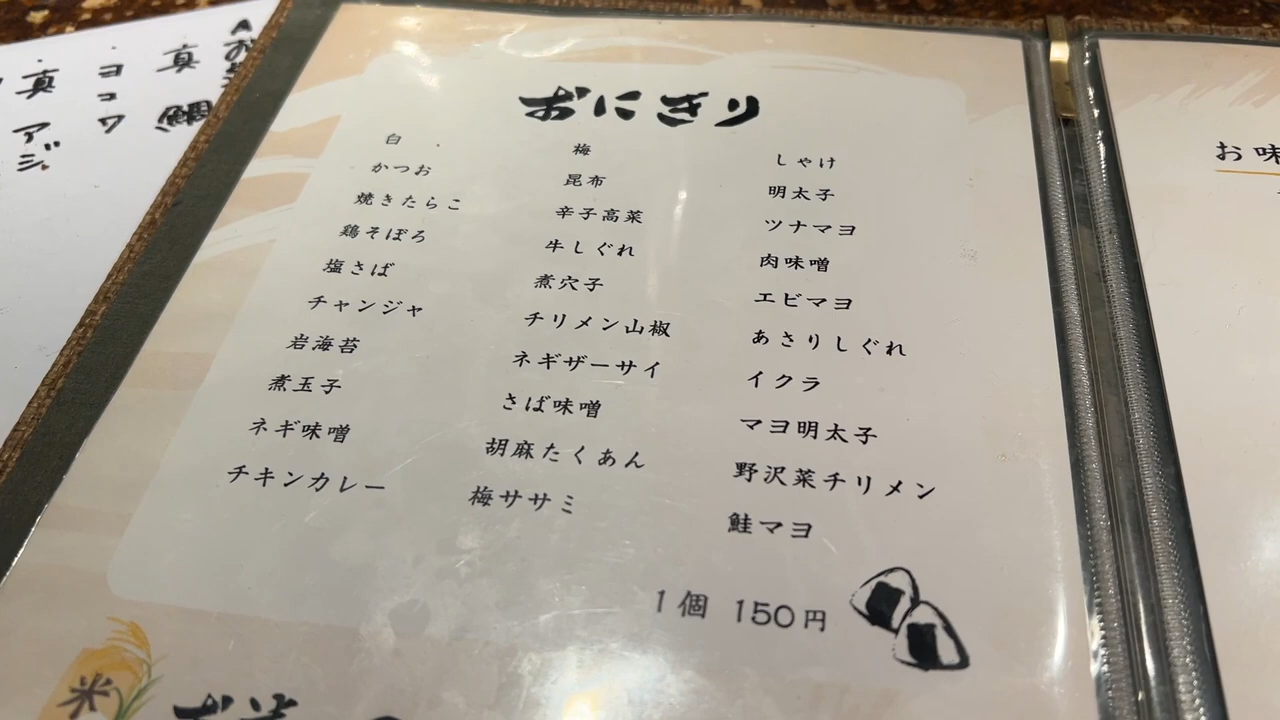 おにぎり
白
梅
しゃけ
かつお
昆布
明太子
焼きたらこ
辛子高菜
ツナマヨ
鶏そぼろ
牛しぐれ
肉味噌
塩さば
煮穴子
エビマヨ
チャンジャ
チリメン山椒
あさりしぐれ
岩海苔
ネギザーサイ
イクラ
煮玉子
さば味噌
マヨ明太子
ネギ味噌
胡麻たくあん
野沢菜チリメン
チキンカレー
梅ササミ
鮭マヨ
1個 150円
米
真鯛
ヨコワ
真アジ
お味